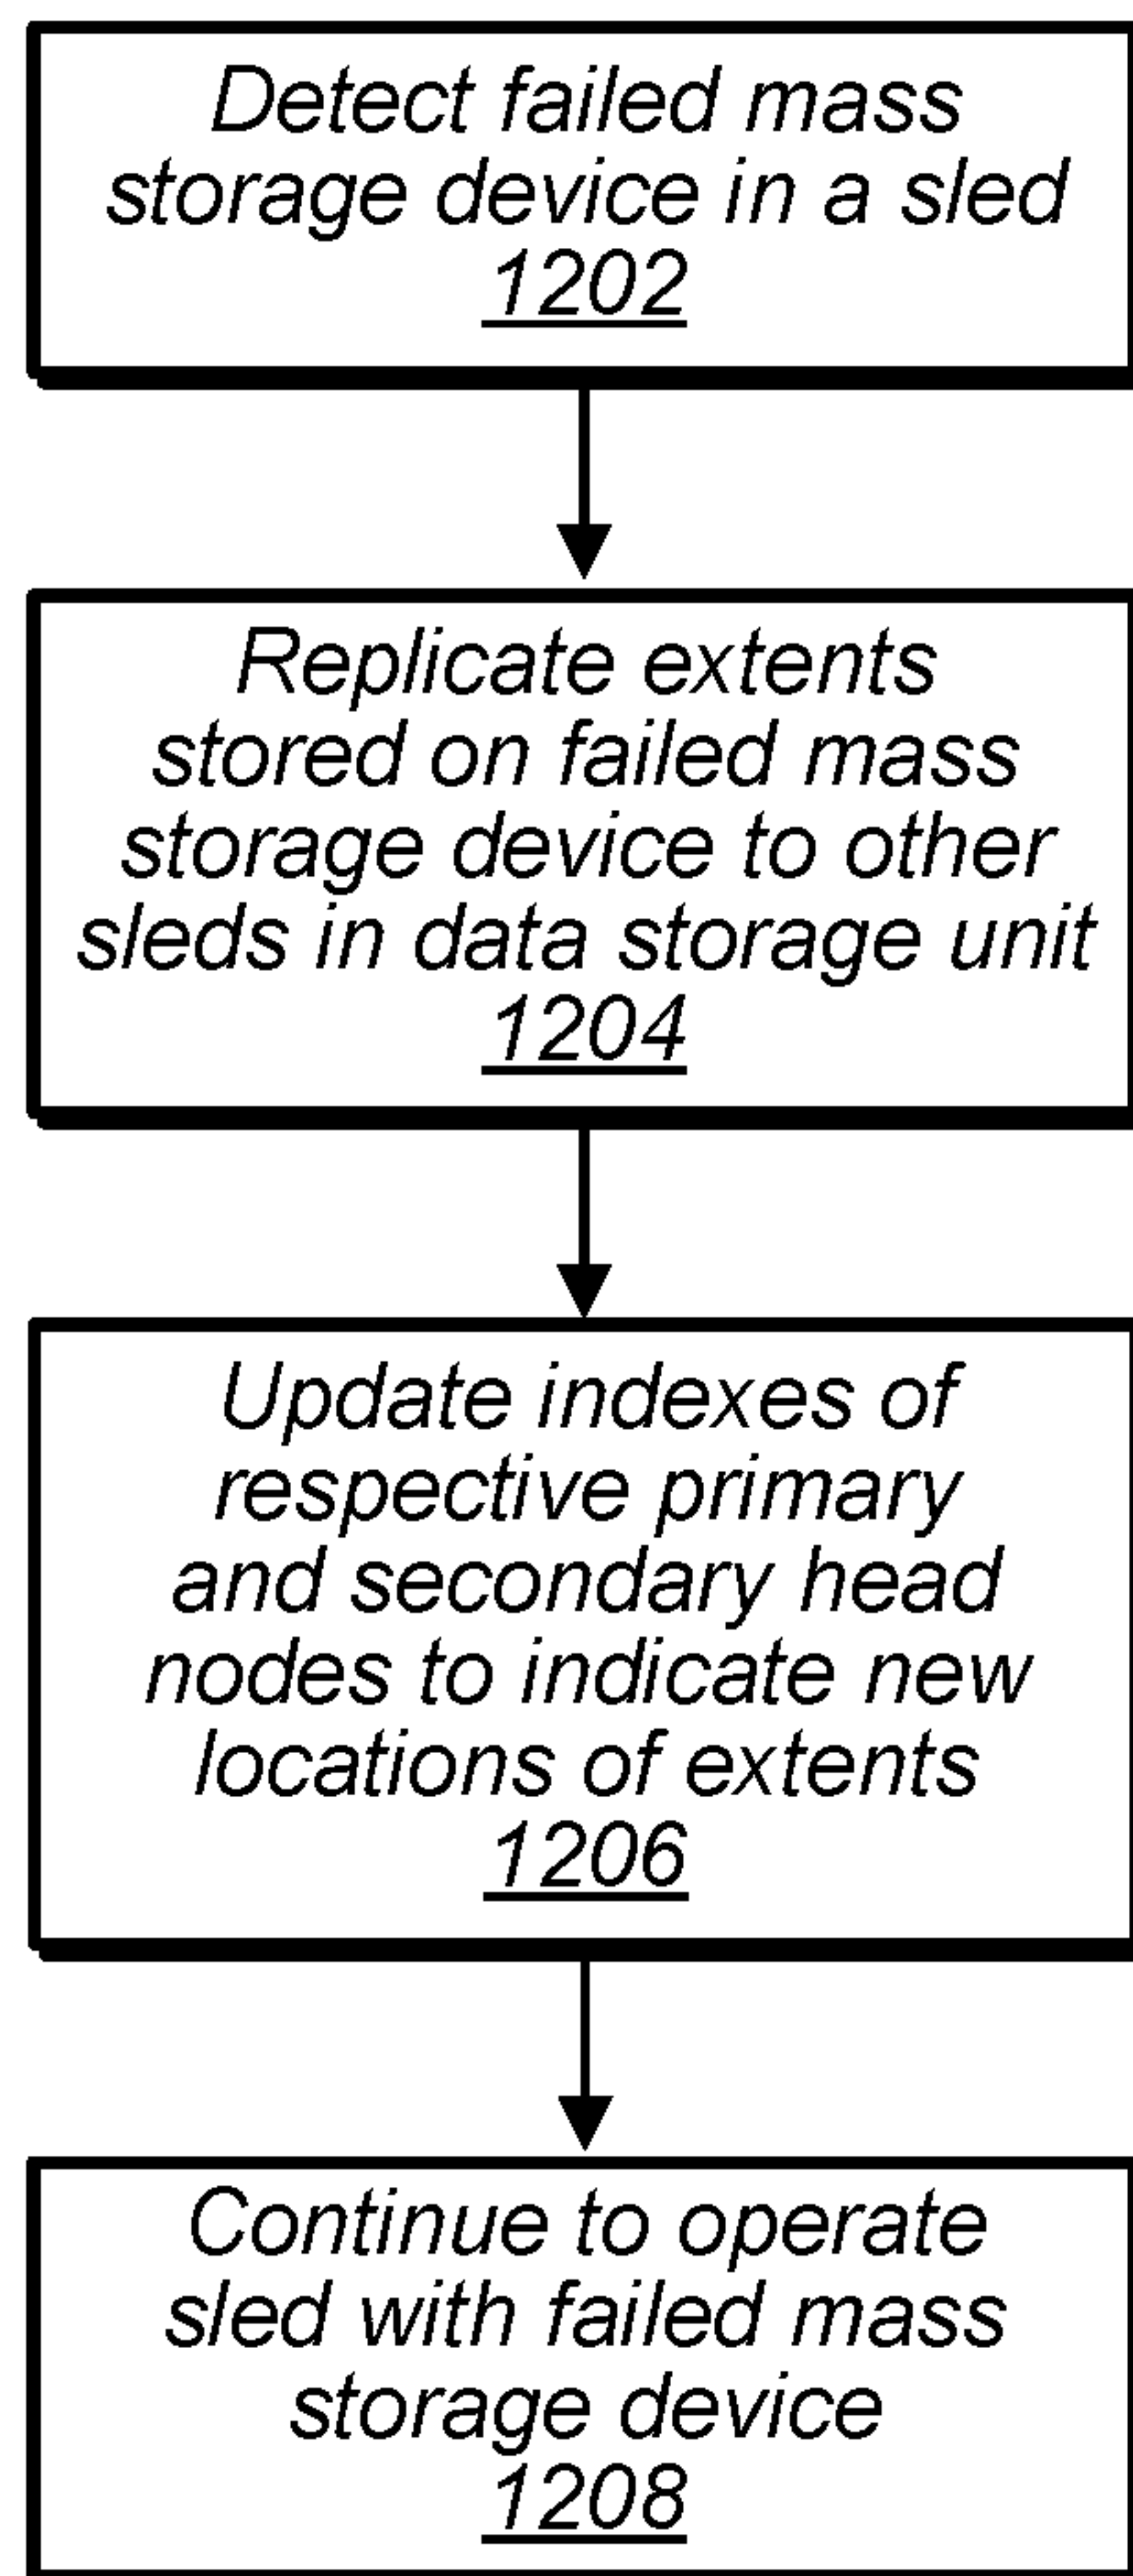 Detect failed mass
storage device in a sled
1202
Replicate extents
stored on failed mass
storage device to other
sleds in data storage unit
1204
Update indexes of
respective primary
and secondary head
nodes to indicate new
locations of extents
1206
Continue to operate
sled with failed mass
storage device
1208